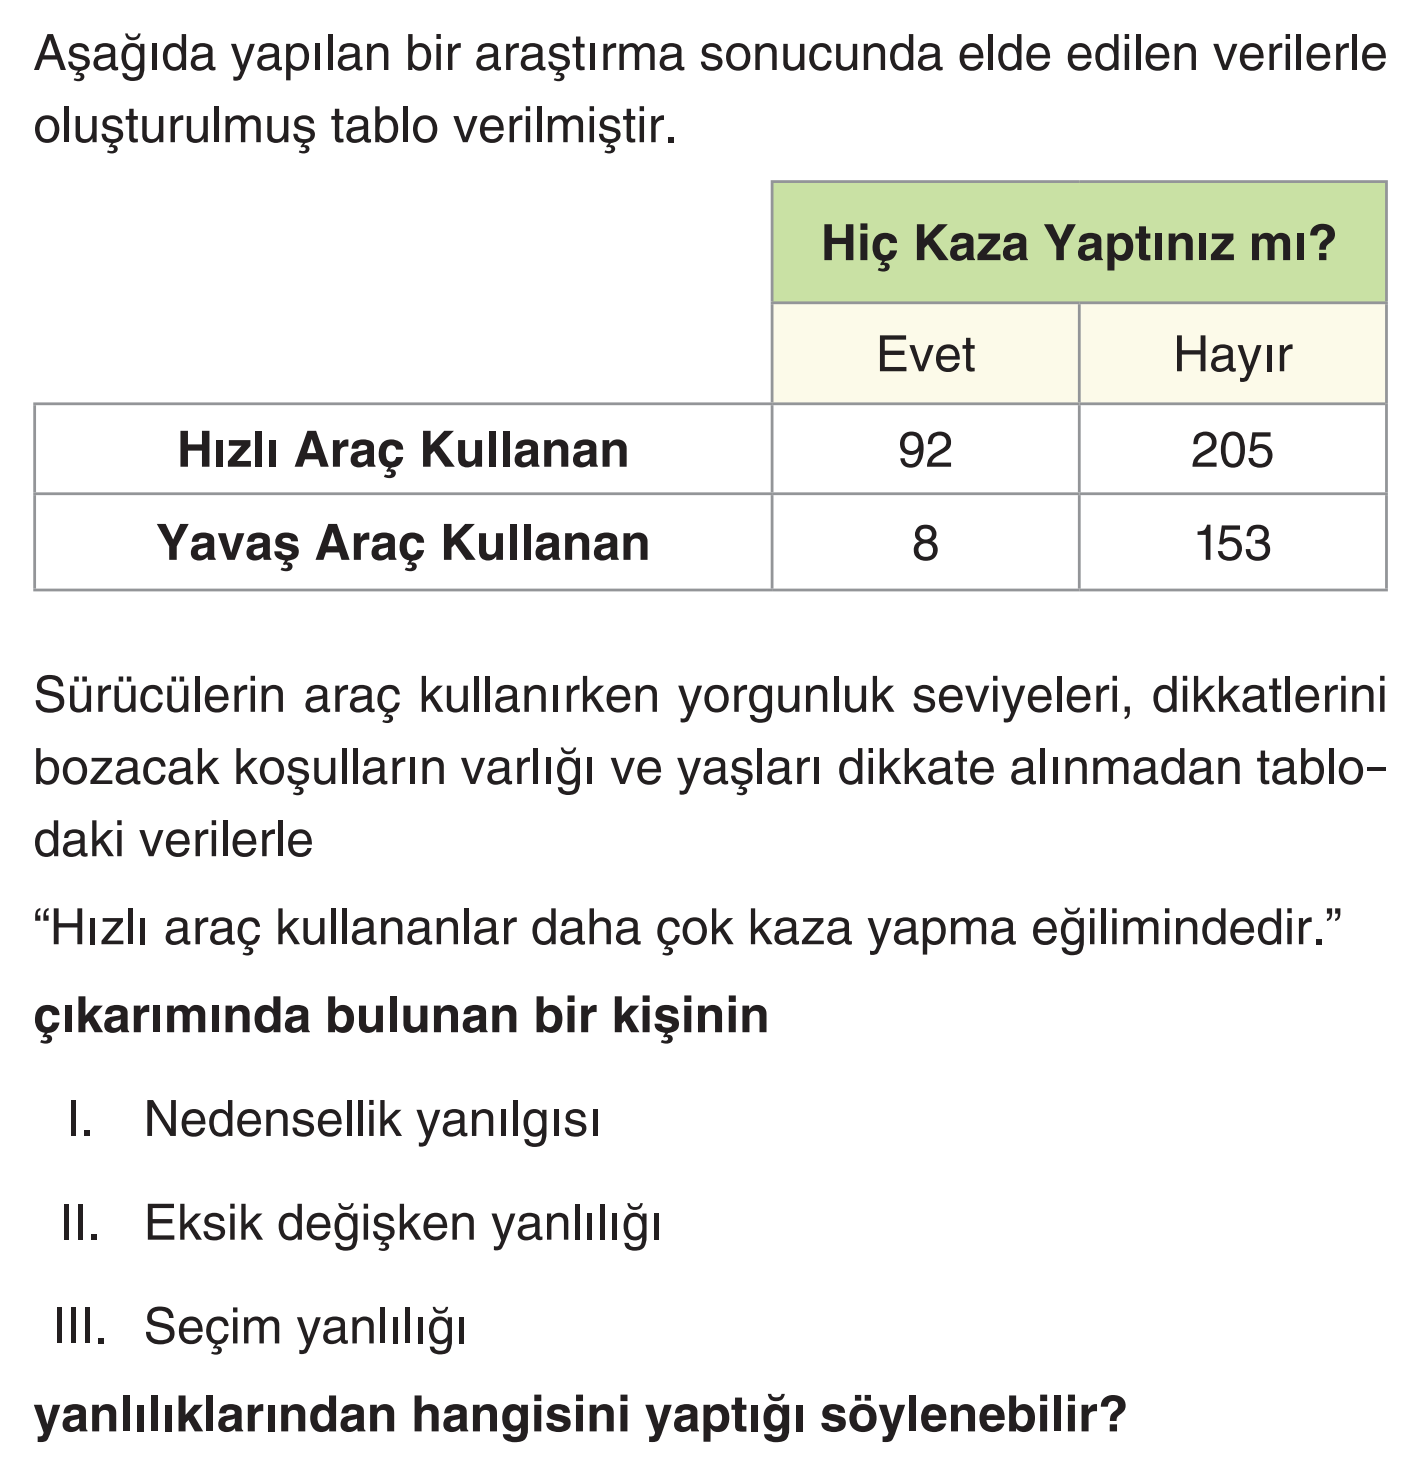 Aşağıda yapılan bir araştırma sonucunda elde edilen verilerle
oluşturulmuş tablo verilmiştir.
Hiç Kaza Yaptınız mı?
Evet Hayır
Hızlı Araç Kullanan 92 205
Yavaş Araç Kullanan 8 153
Sürücülerin araç kullanırken yorgunluk seviyeleri, dikkatlerini
bozacak koşulların varlığı ve yaşları dikkate alınmadan tablo-
daki verilerle
“Hızlı araç kullananlar daha çok kaza yapma eğilimindedir.”
çıkarımında bulunan bir kişinin
I. Nedensellik yanılgısı
II. Eksik değişken yanlılığı
III. Seçim yanlılığı
yanlılıklarından hangisini yaptığı söylenebilir?